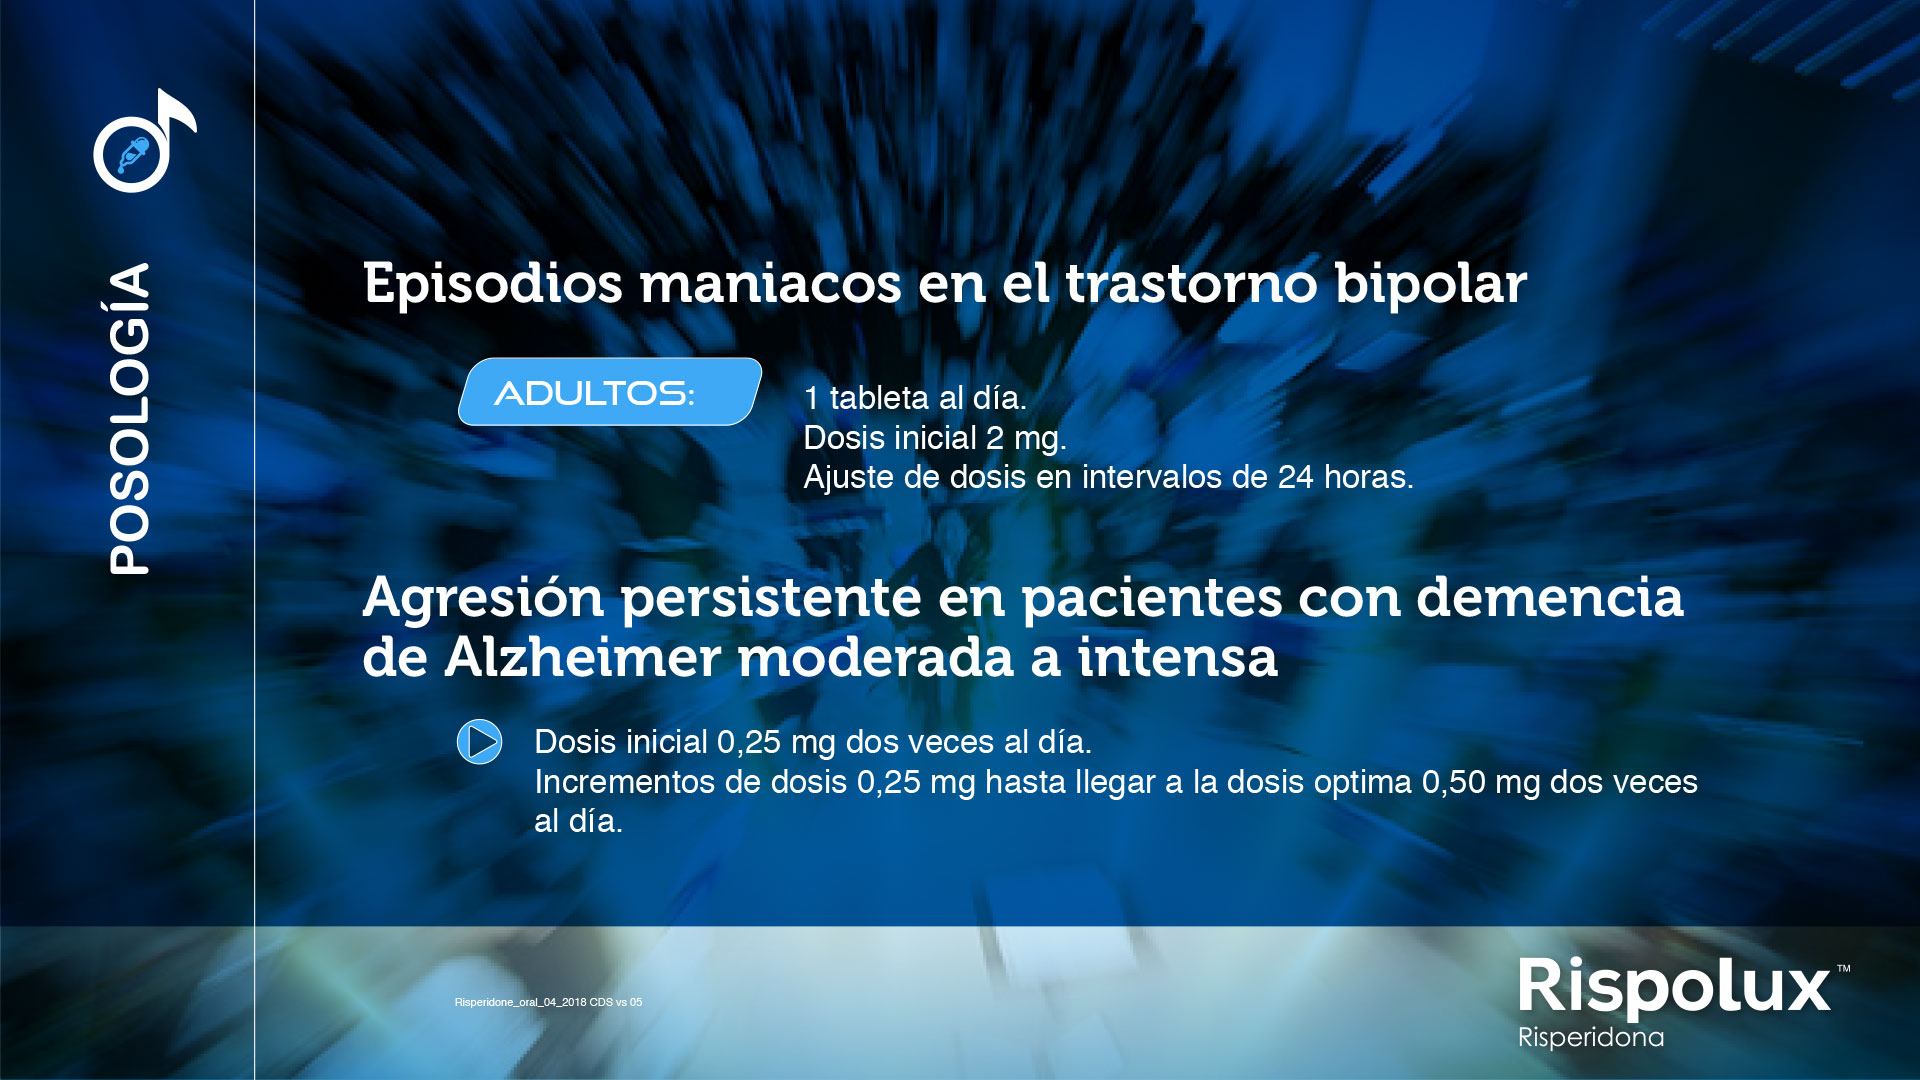 POSOLOGÍA
Episodios maniacos en el trastorno bipolar
ADULTOS:
1 tableta al día.
Dosis inicial 2 mg.
Ajuste de dosis en intervalos de 24 horas.
Agresión persistente en pacientes con demencia
de Alzheimer moderada a intensa
Dosis inicial 0,25 mg dos veces al día.
Incrementos de dosis 0,25 mg hasta llegar a la dosis optima 0,50 mg dos veces
al día.
Risperidone_oral_04_2018 CDS vs 05
Rispolux™
Risperidona